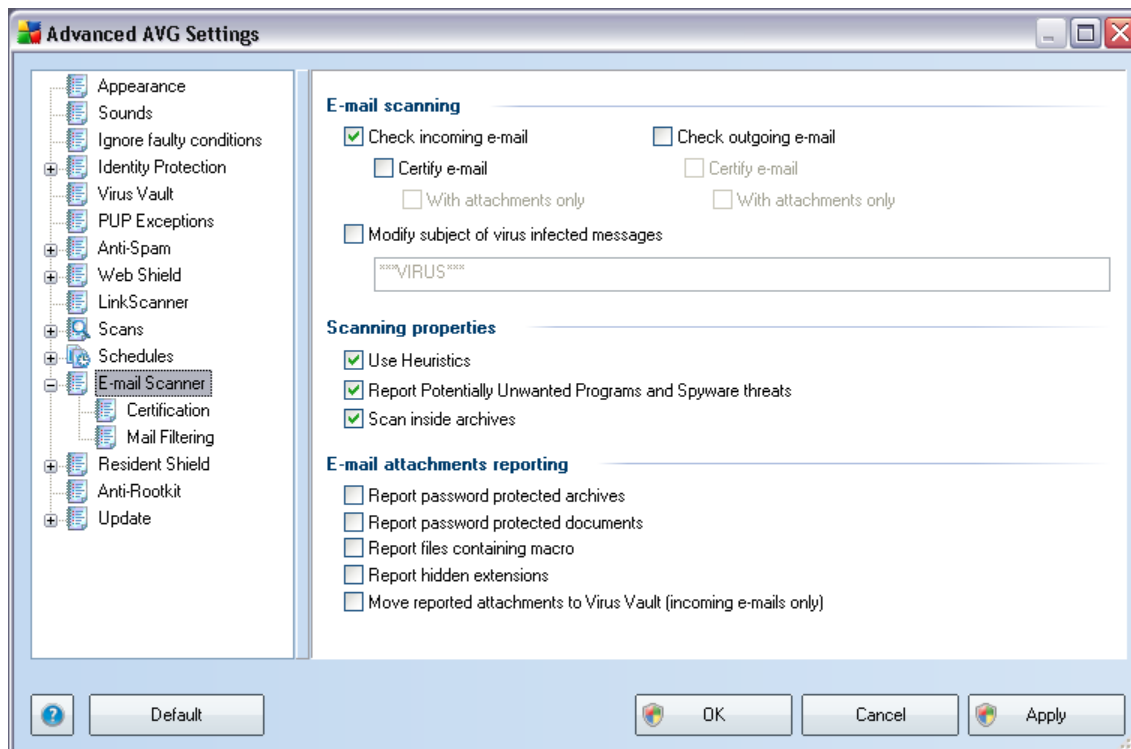 Advanced AVG Settings
Appearance
Sounds
Ignore faulty conditions
Identity Protection
Virus Vault
PUP Exceptions
Anti-Spam
Web Shield
LinkScanner
Scans
Schedules
E-mail Scanner
Certification
Mail Filtering
Resident Shield
Anti-Rootkit
Update
E-mail scanning
Check incoming e-mail
Check outgoing e-mail
Certify e-mail
Certify e-mail
With attachments only
With attachments only
Modify subject of virus infected messages
***VIRUS***
Scanning properties
Use Heuristics
Report Potentially Unwanted Programs and Spyware threats
Scan inside archives
E-mail attachments reporting
Report password protected archives
Report password protected documents
Report files containing macro
Report hidden extensions
Move reported attachments to Virus Vault (incoming e-mails only)
?
Default
OK
Cancel
Apply